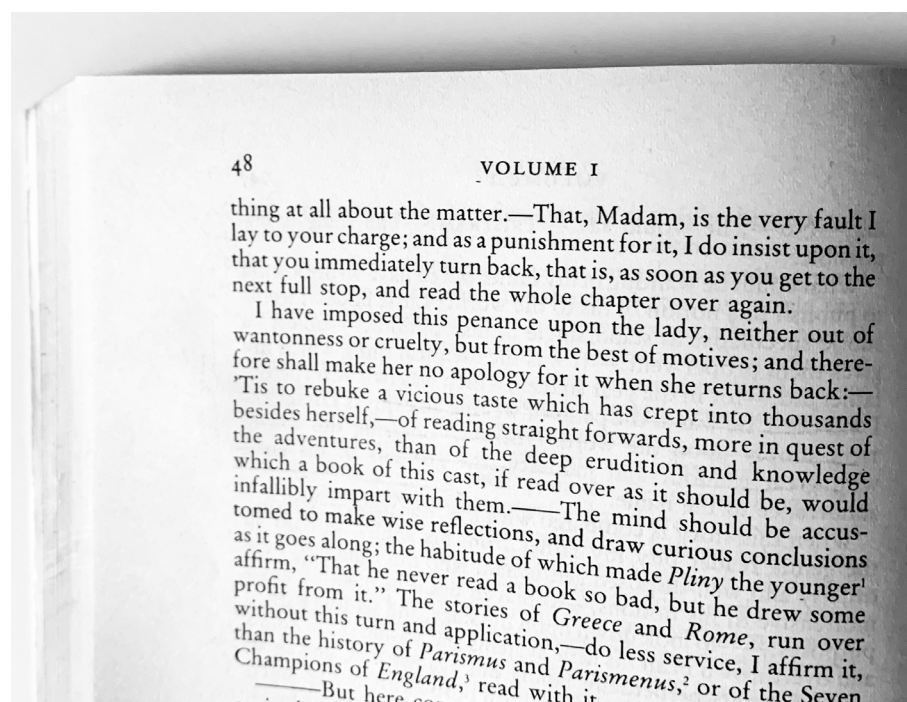 48 VOLUME I
thing at all about the matter.—That, Madam, is the very fault I
lay to your charge; and as a punishment for it, I do insist upon it,
that you immediately turn back, that is, as soon as you get to the
next full stop, and read the whole chapter over again.
I have imposed this penance upon the lady, neither out of
wantonness or cruelty, but from the best of motives; and there-
fore shall make her no apology for it when she returns back:—
’Tis to rebuke a vicious taste which has crept into thousands
besides herself,—of reading straight forwards, more in quest of
the adventures, than of the deep erudition and knowledge
which a book of this cast, if read over as it should be, would
infallibly impart with them.——The mind should be accus-
tomed to make wise reflections, and draw curious conclusions
as it goes along; the habitude of which made Pliny the younger¹
affirm, “That he never read a book so bad, but he drew some
profit from it.” The stories of Greece and Rome, run over
without this turn and application,—do less service, I affirm it,
than the history of Parismus and Parismenus,² or of the Seven
Champions of England,³ read with it
——But here